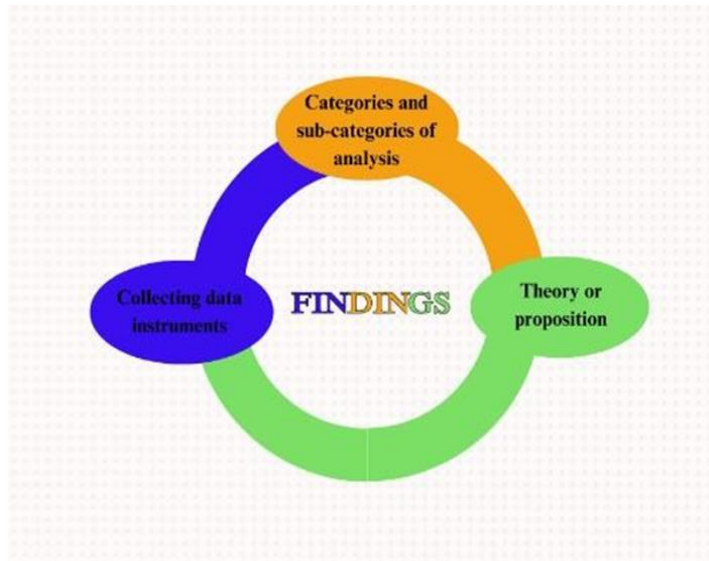 Categories and
sub-categories of
analysis
Collecting data
instruments
FINDINGS
Theory or
proposition